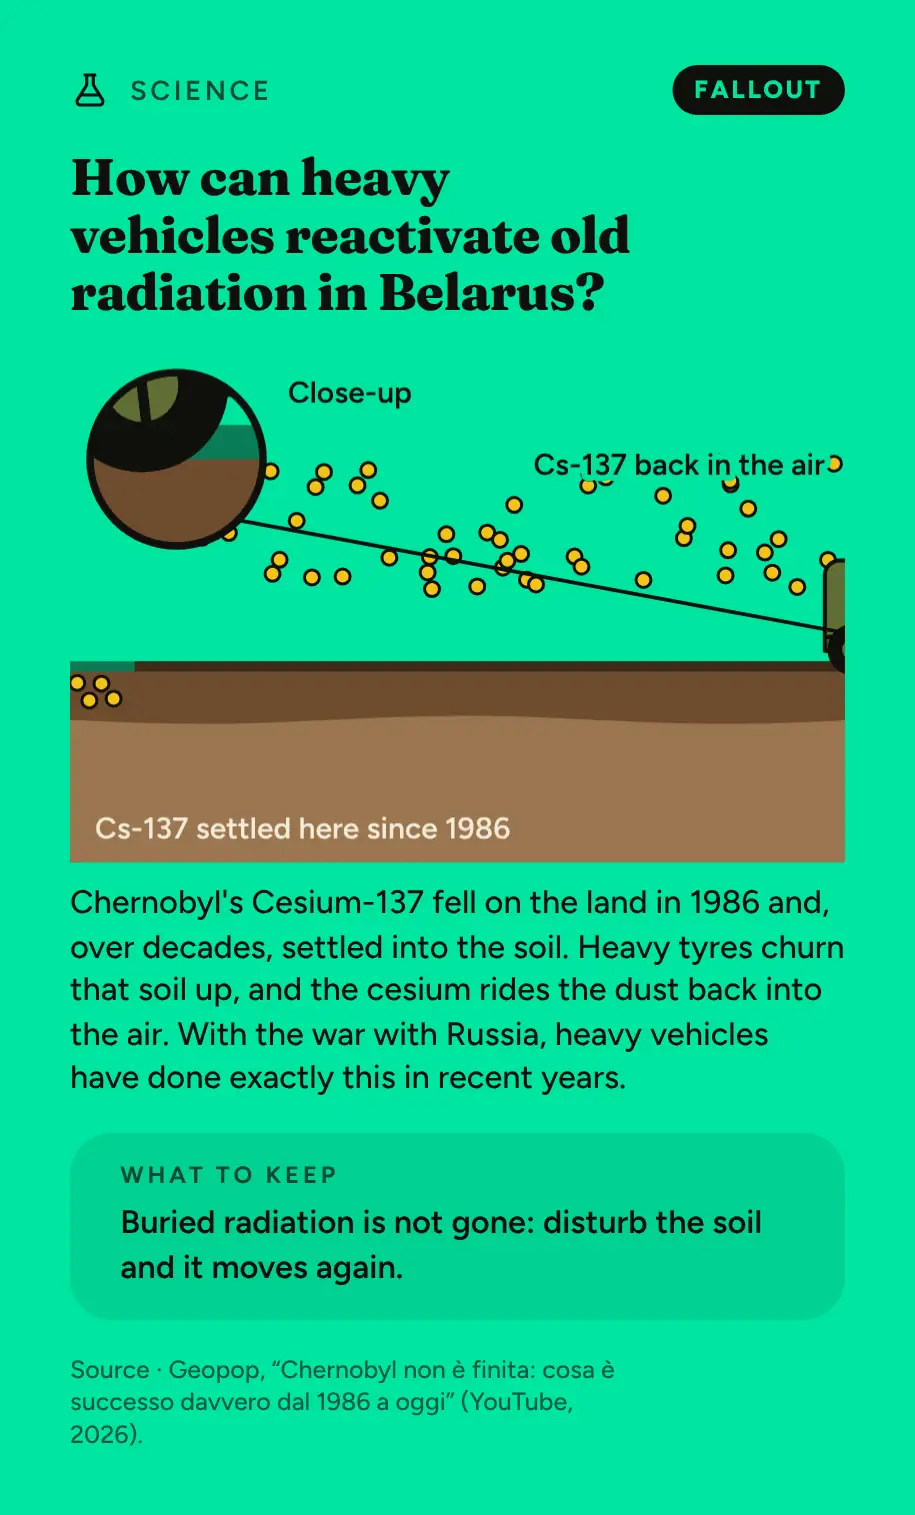 SCIENCE
FALLOUT
How can heavy
vehicles reactivate old
radiation in Belarus?
Close-up
Cs-137 back in the air
Cs-137 settled here since 1986
Chernobyl's Cesium-137 fell on the land in 1986 and,
over decades, settled into the soil. Heavy tyres churn
that soil up, and the cesium rides the dust back into
the air. With the war with Russia, heavy vehicles
have done exactly this in recent years.
WHAT TO KEEP
Buried radiation is not gone: disturb the soil
and it moves again.
Source · Geopop, “Chernobyl non è finita: cosa è
successo davvero dal 1986 a oggi” (YouTube,
2026).